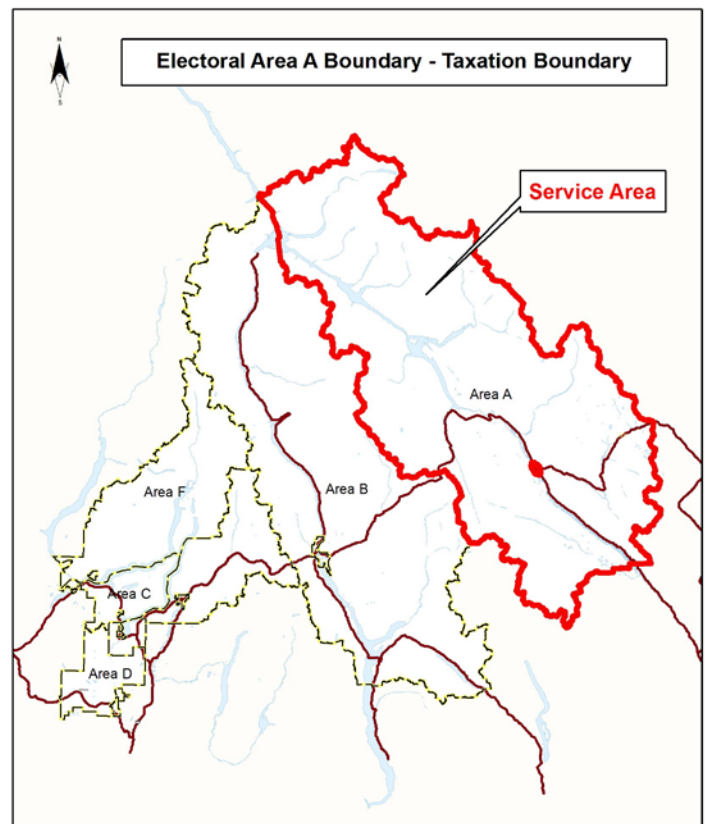 Electoral Area A Boundary - Taxation Boundary
N
S
Service Area
Area A
Area F
Area B
Area C
Area D